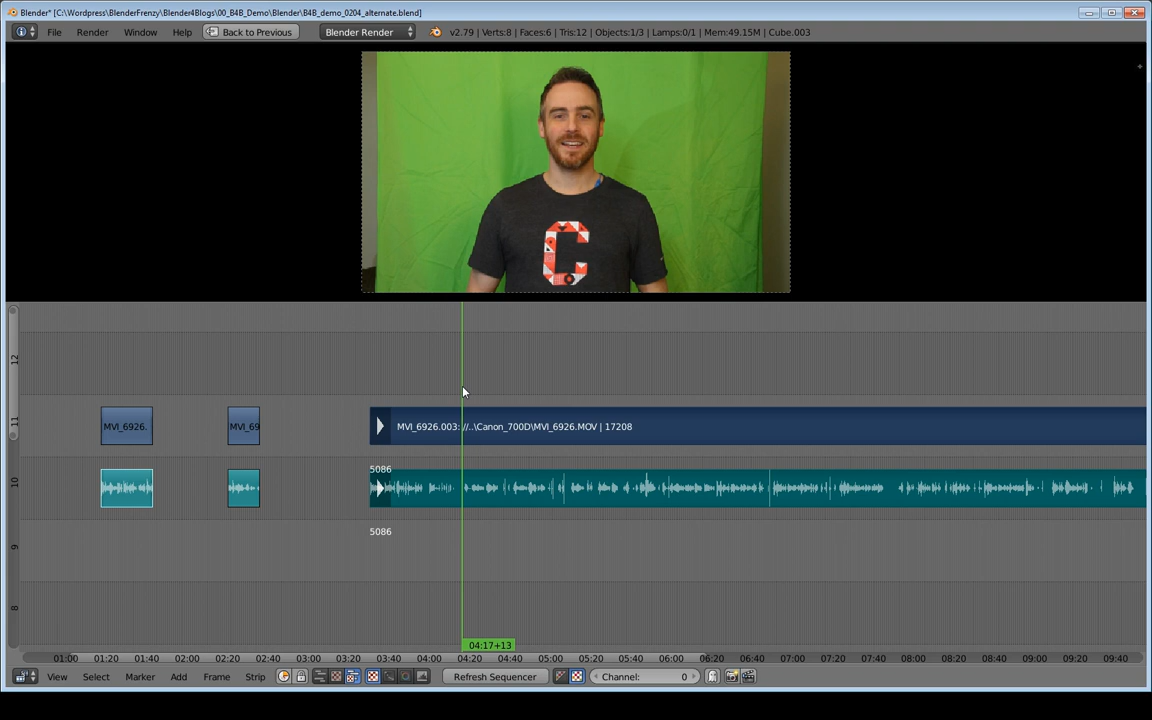 Blender* [C:\Wordpress\BlenderFrenzy\Blender4Blogs\00_B4B_Demo\Blender\B4B_demo_0204_alternate.blend]
File Render Window Help Back to Previous Blender Render v2.79 | Verts:8 | Faces:6 | Tris:12 | Objects:1/3 | Lamps:0/1 | Mem:49.15M | Cube.003
C
12
11 MVI_6926. MVI_69 MVI_6926.003: //..\Canon_700D\MVI_6926.MOV | 17208
5086
10
5086
9
8
04:17+13
01:00 01:20 01:40 02:00 02:20 02:40 03:00 03:20 03:40 04:00 04:20 04:40 05:00 05:20 05:40 06:00 06:20 06:40 07:00 07:20 07:40 08:00 08:20 08:40 09:00 09:20 09:40
View Select Marker Add Frame Strip Refresh Sequencer Channel: 0